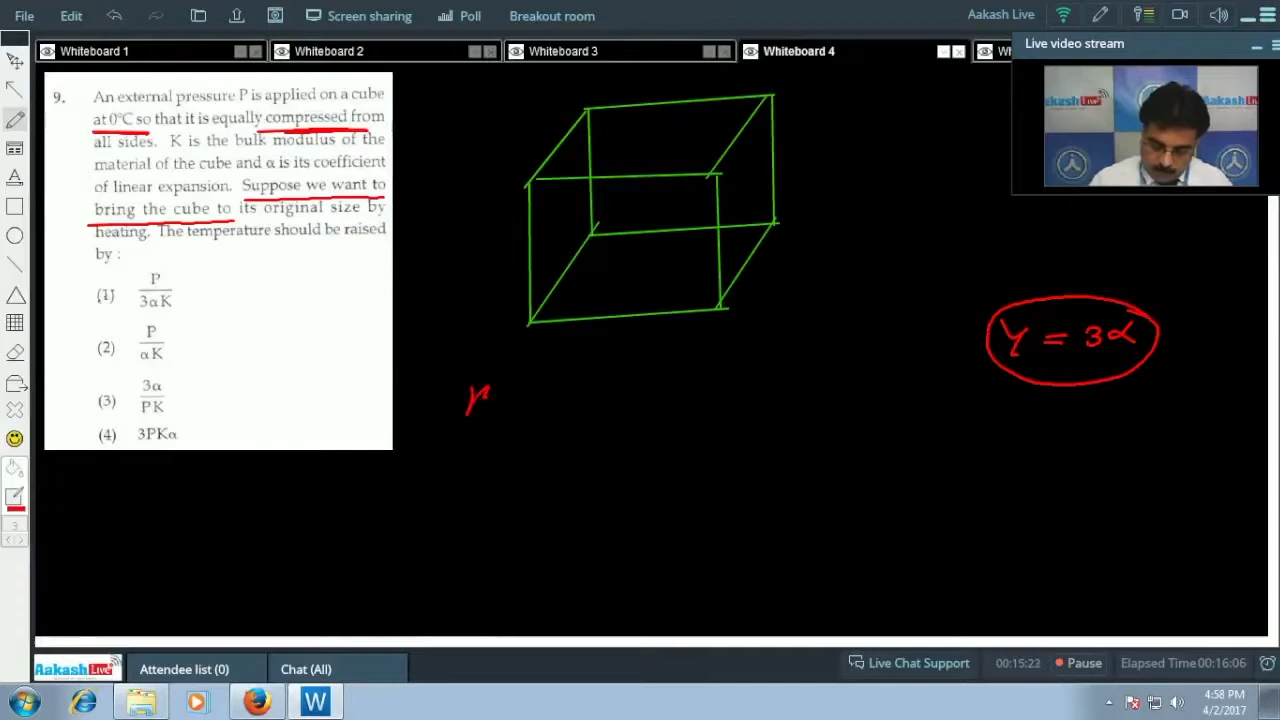 File Edit Screen sharing Poll Breakout room Aakash Live
Whiteboard 1 Whiteboard 2 Whiteboard 3 Whiteboard 4 Wh
Live video stream
9. An external pressure P is applied on a cube
at 0°C so that it is equally compressed from
all sides. K is the bulk modulus of the
material of the cube and α is its coefficient
of linear expansion. Suppose we want to
bring the cube to its original size by
heating. The temperature should be raised
by :
(1) P / 3αK
(2) P / αK
(3) 3α / PK
(4) 3PKα
γ = 3α
Aakash Live Attendee list (0) Chat (All) Live Chat Support 00:15:22 Pause Elapsed Time 00:16:06
4:58 PM
4/2/2017